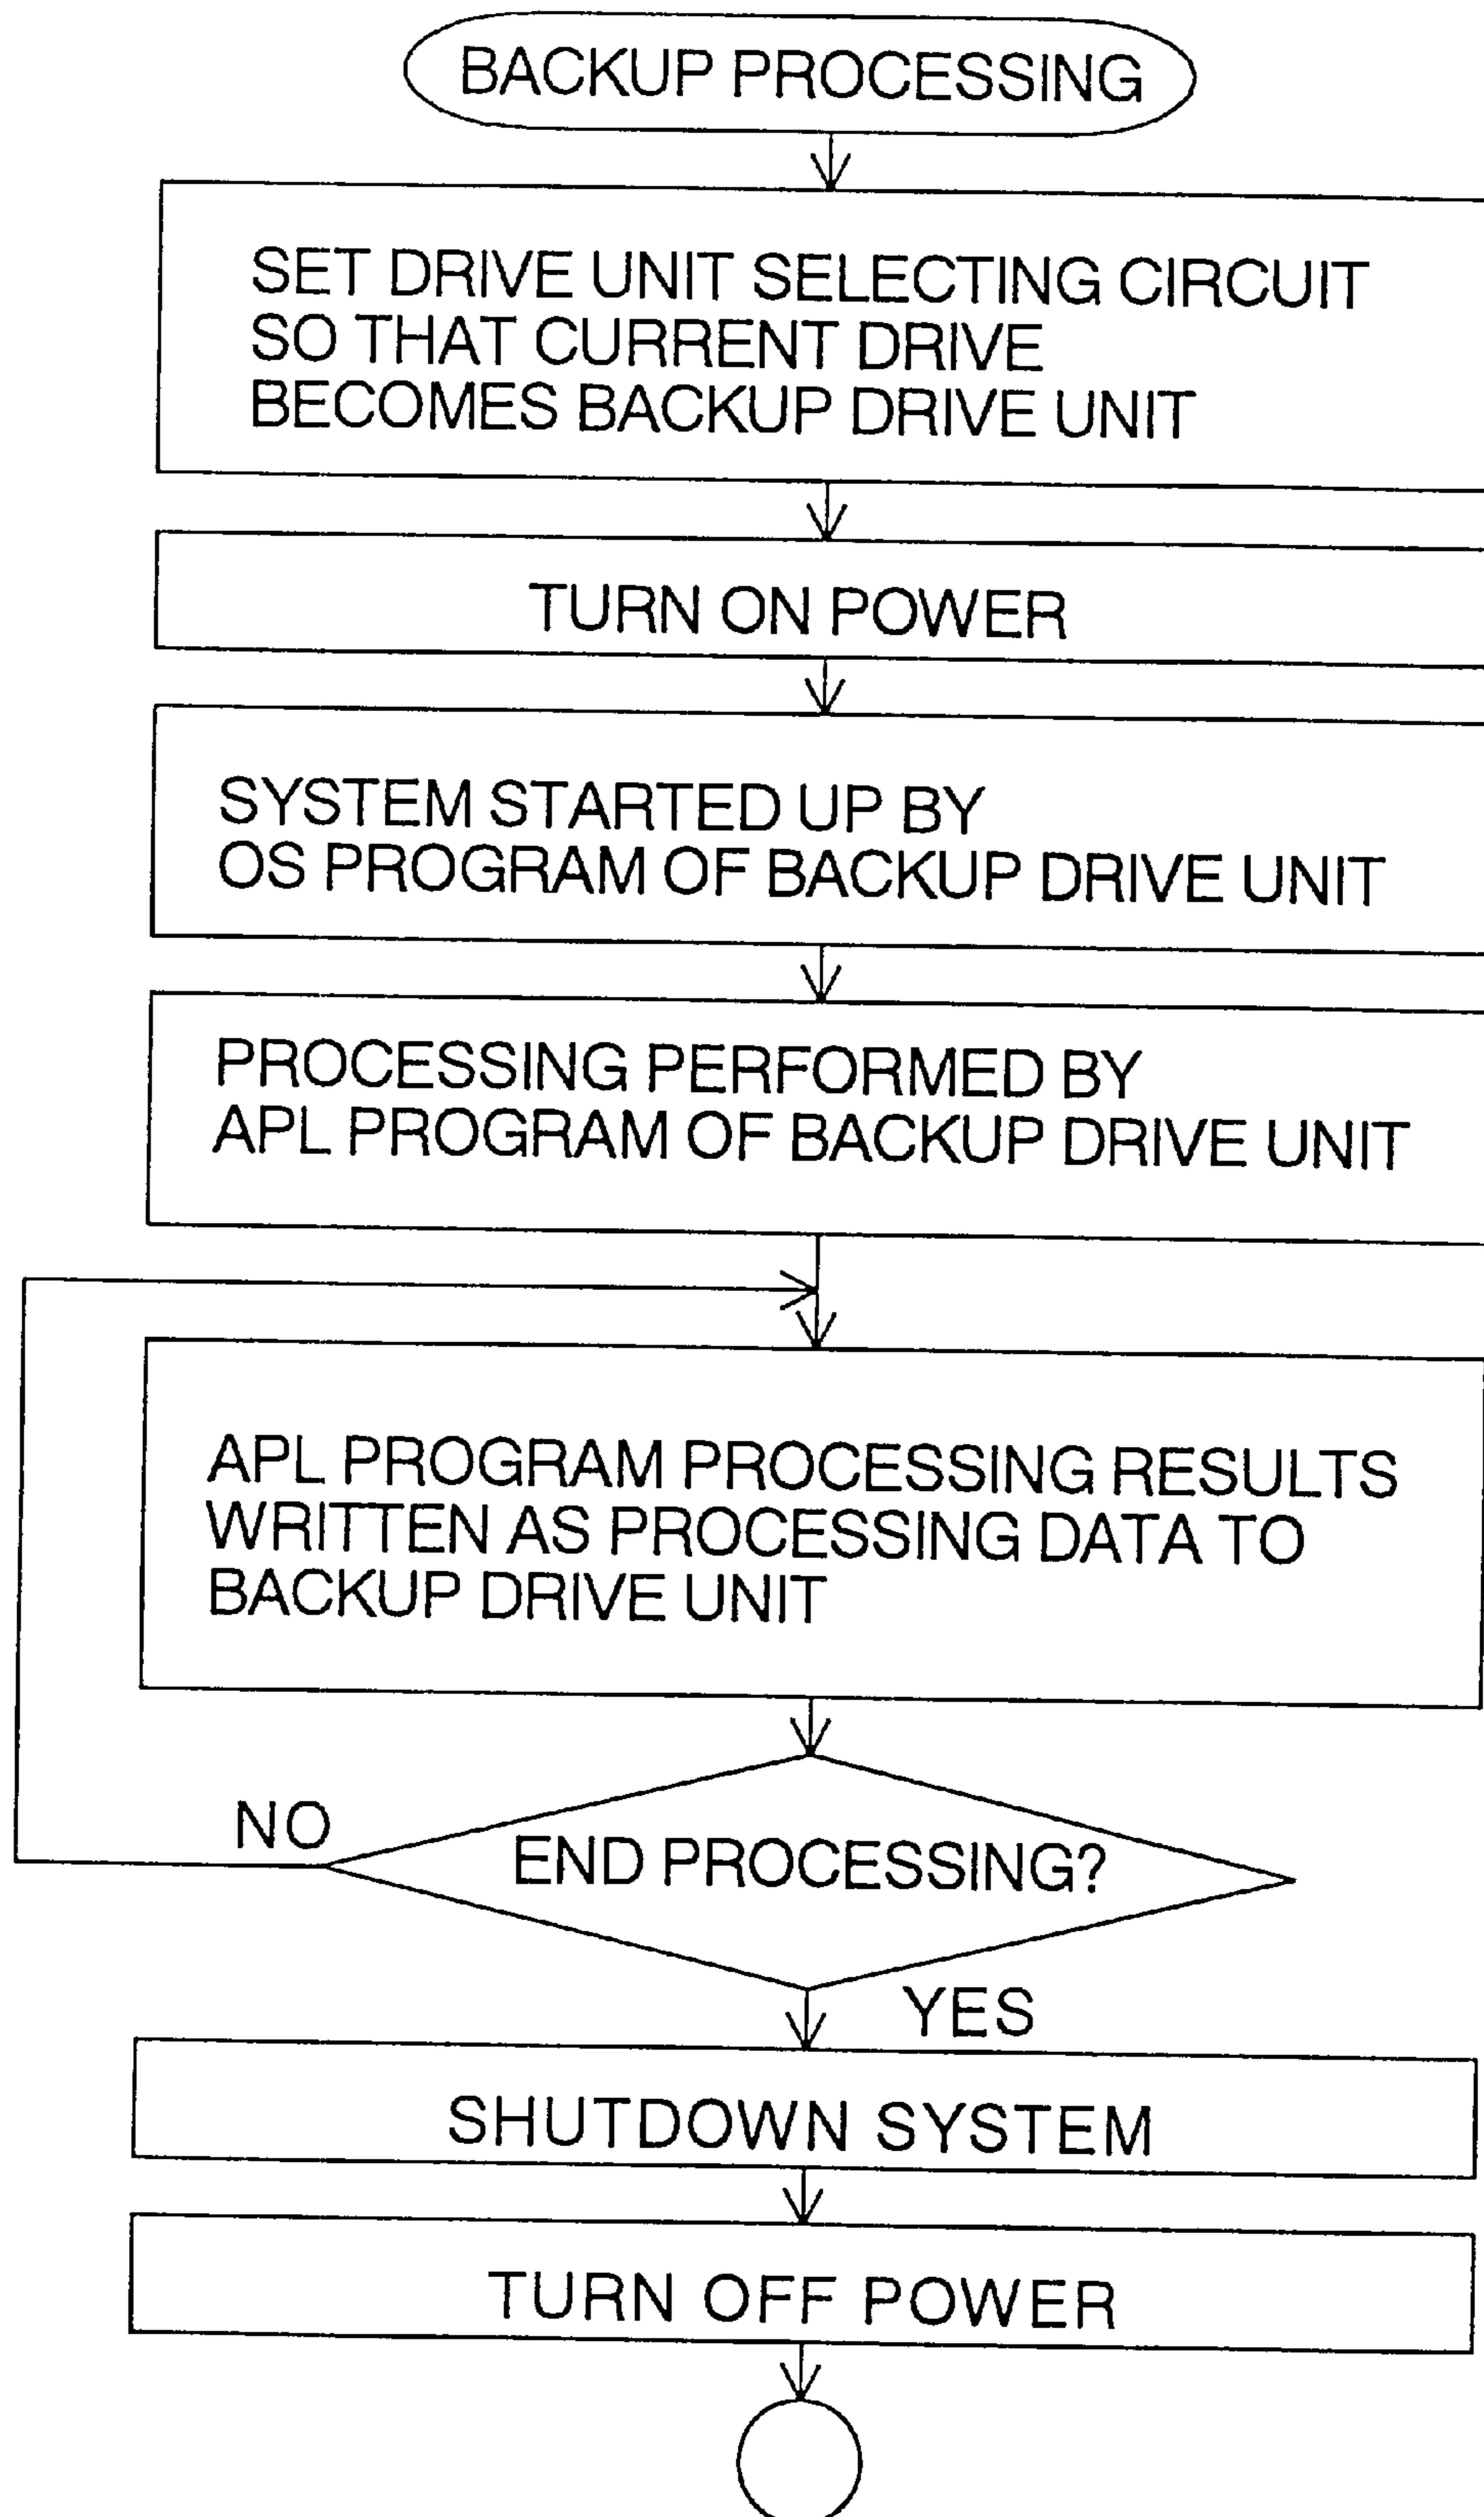 BACKUP PROCESSING
SET DRIVE UNIT SELECTING CIRCUIT
SO THAT CURRENT DRIVE
BECOMES BACKUP DRIVE UNIT
TURN ON POWER
SYSTEM STARTED UP BY
OS PROGRAM OF BACKUP DRIVE UNIT
PROCESSING PERFORMED BY
APL PROGRAM OF BACKUP DRIVE UNIT
APL PROGRAM PROCESSING RESULTS
WRITTEN AS PROCESSING DATA TO
BACKUP DRIVE UNIT
NO
END PROCESSING?
YES
SHUTDOWN SYSTEM
TURN OFF POWER